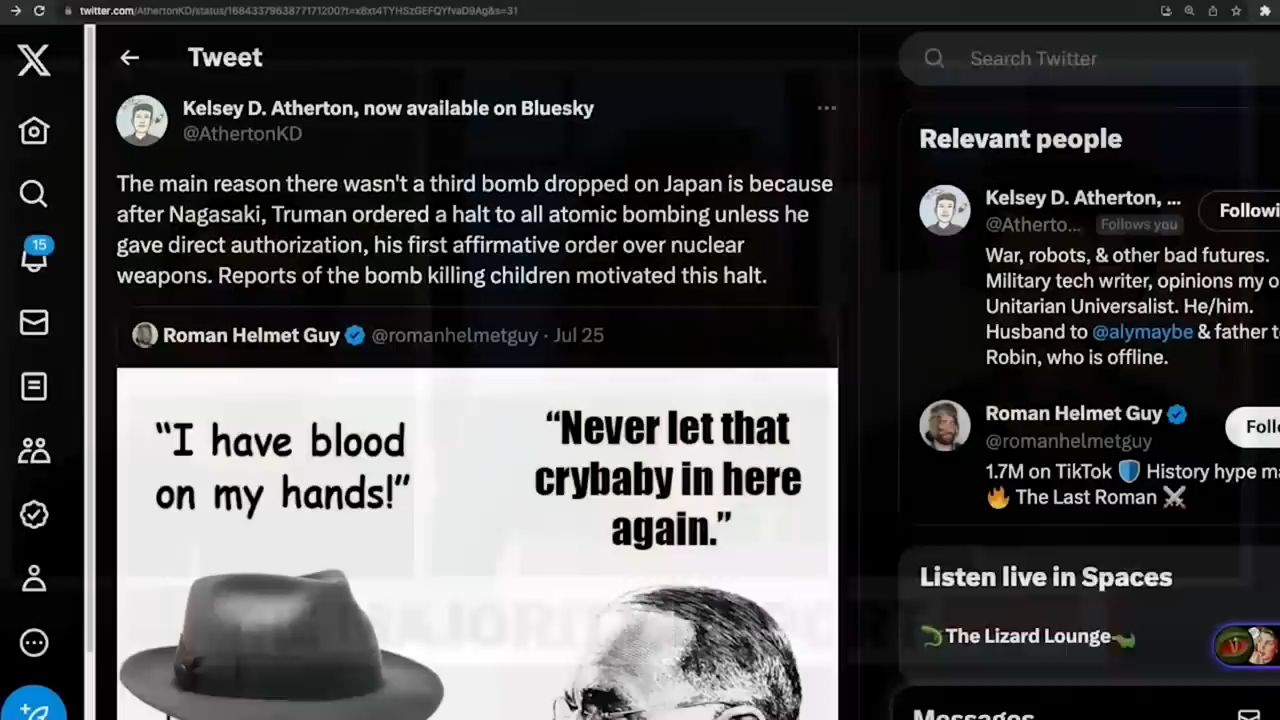 twitter.com/AthertonKD/status/1684337963877171200?t=x8xt4TYHSzGEFQYfvaD9Ag&s=31
Tweet
Search Twitter
Kelsey D. Atherton, now available on Bluesky
@AthertonKD
The main reason there wasn't a third bomb dropped on Japan is because
after Nagasaki, Truman ordered a halt to all atomic bombing unless he
gave direct authorization, his first affirmative order over nuclear
weapons. Reports of the bomb killing children motivated this halt.
Roman Helmet Guy @romanhelmetguy · Jul 25
"I have blood
on my hands!"
"Never let that
crybaby in here
again."
15
Relevant people
Kelsey D. Atherton, ...
@Atherto... Follows you
Followi
War, robots, & other bad futures.
Military tech writer, opinions my o
Unitarian Universalist. He/him.
Husband to @alymaybe & father t
Robin, who is offline.
Roman Helmet Guy
@romanhelmetguy
Foll
1.7M on TikTok 🛡️ History hype ma
🔥 The Last Roman ⚔️
Listen live in Spaces
🦎The Lizard Lounge🦎
Messages
MAJORITY REPORT